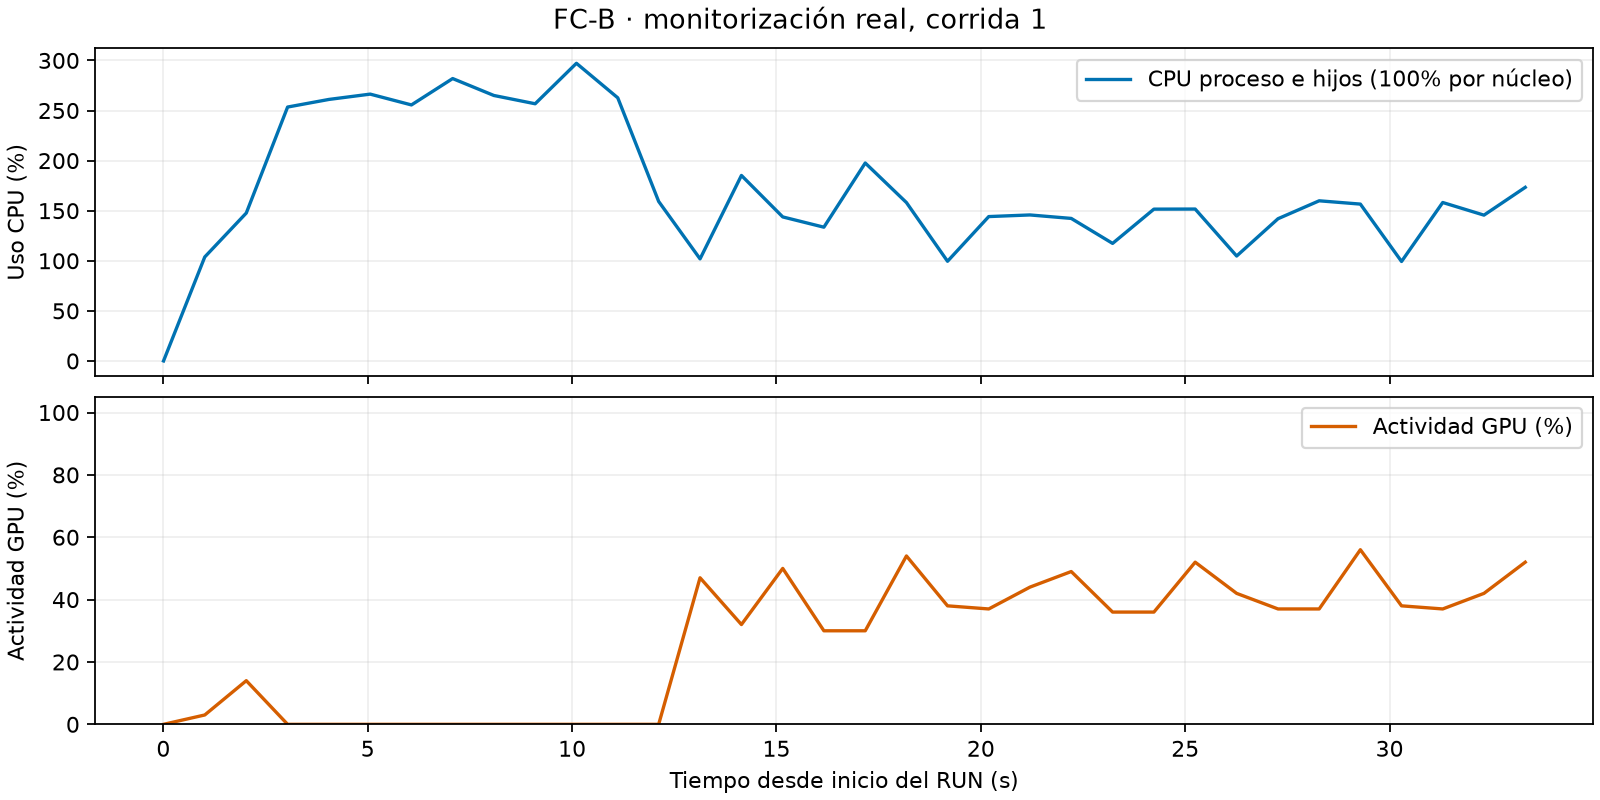 FC-B · monitorización real, corrida 1
CPU proceso e hijos (100% por núcleo)
Uso CPU (%)
300
250
200
150
100
50
0
Actividad GPU (%)
Actividad GPU (%)
100
80
60
40
20
0
0 5 10 15 20 25 30
Tiempo desde inicio del RUN (s)